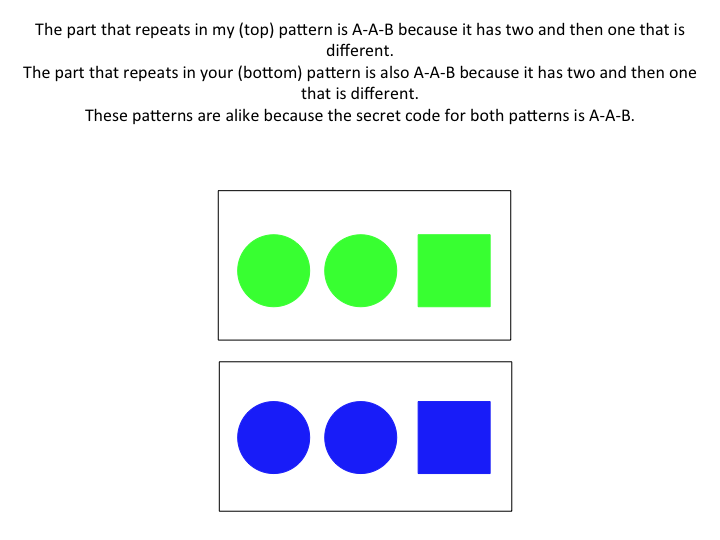 The part that repeats in my (top) pattern is A-A-B because it has two and then one that is
different.
The part that repeats in your (bottom) pattern is also A-A-B because it has two and then one
that is different.
These patterns are alike because the secret code for both patterns is A-A-B.